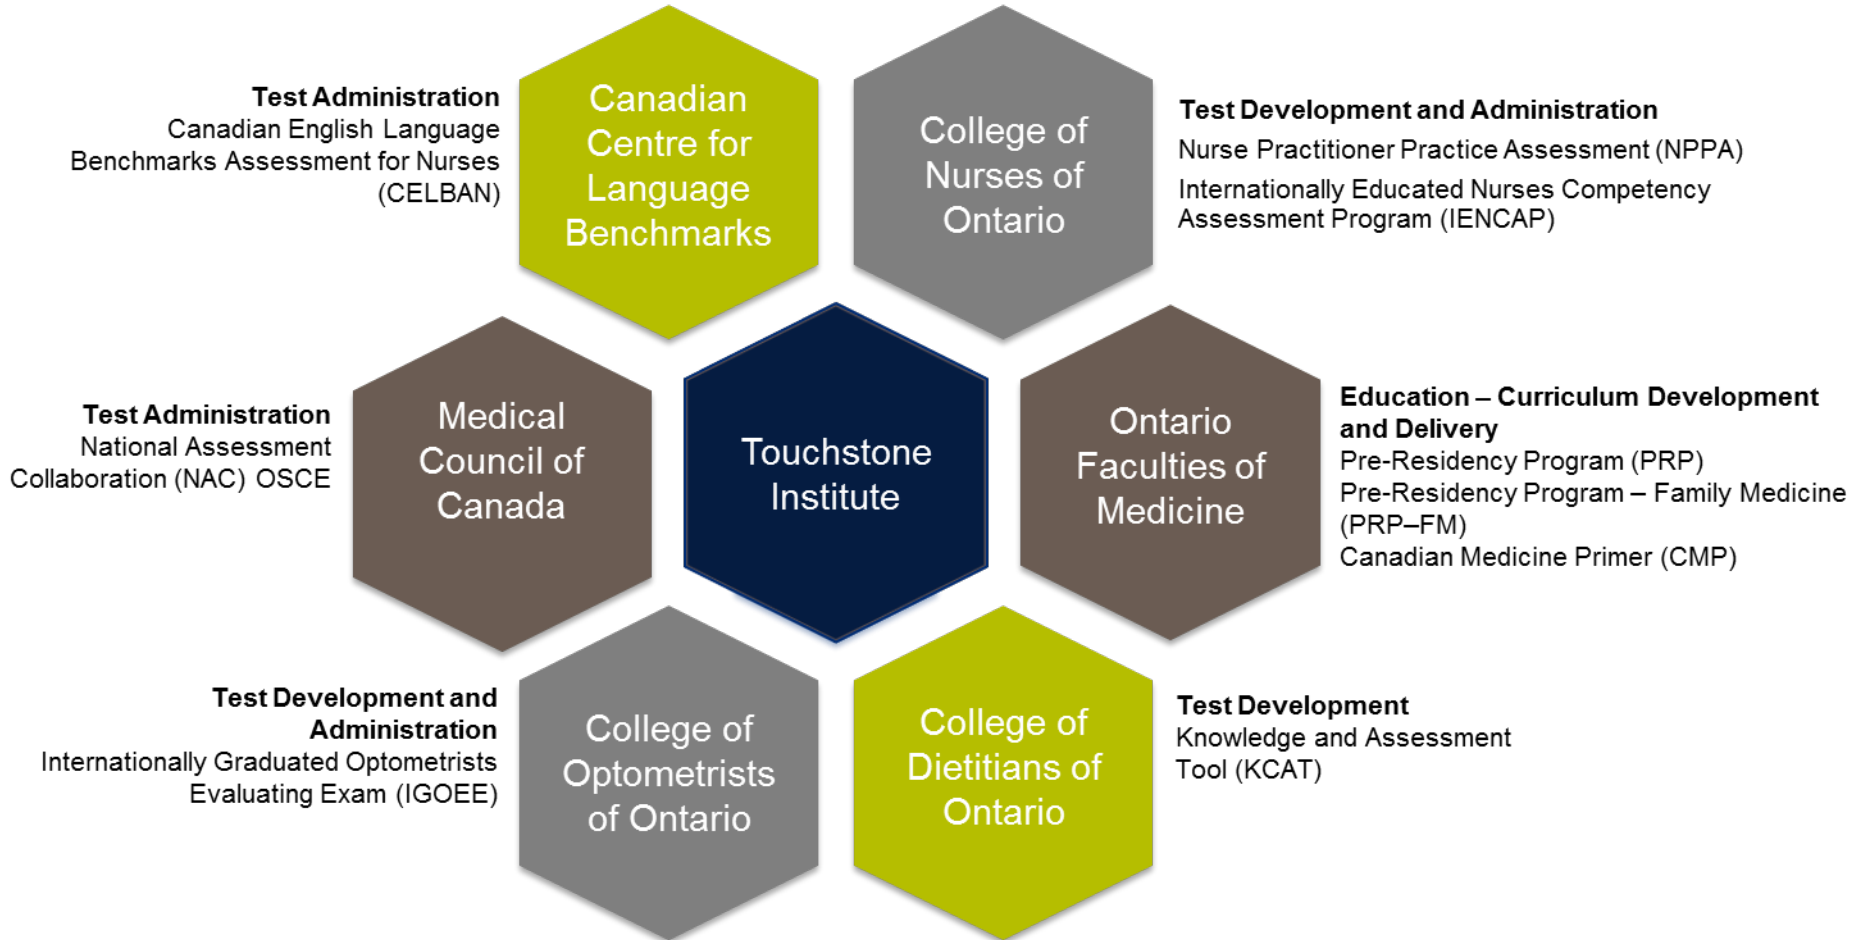 Test Administration
Canadian English Language
Benchmarks Assessment for Nurses
(CELBAN)
Canadian
Centre for
Language
Benchmarks
College of
Nurses of
Ontario
Test Development and Administration
Nurse Practitioner Practice Assessment (NPPA)
Internationally Educated Nurses Competency
Assessment Program (IENCAP)
Test Administration
National Assessment
Collaboration (NAC) OSCE
Medical
Council of
Canada
Touchstone
Institute
Ontario
Faculties of
Medicine
Education – Curriculum Development
and Delivery
Pre-Residency Program (PRP)
Pre-Residency Program – Family Medicine
(PRP–FM)
Canadian Medicine Primer (CMP)
Test Development and
Administration
Internationally Graduated Optometrists
Evaluating Exam (IGOEE)
College of
Optometrists
of Ontario
College of
Dietitians of
Ontario
Test Development
Knowledge and Assessment
Tool (KCAT)